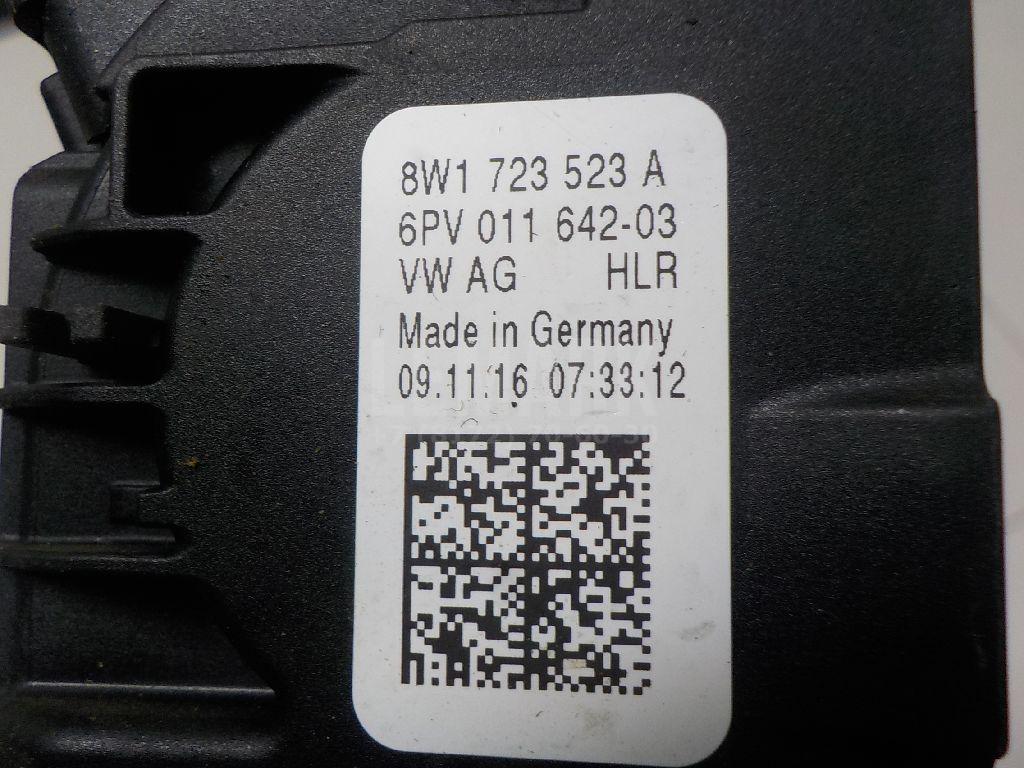 8W1 723 523 A
6PV 011 642-03
VW AG HLR
Made in Germany
09.11.16 07:33:12